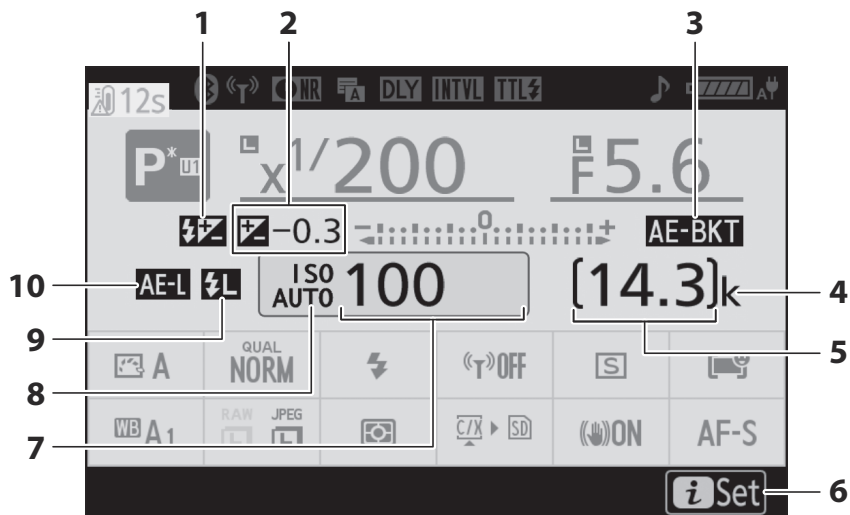 1 2 3
12s NR A DLY INTVL TTL A
P* U1 L X1/200 L F5.6
−0.3 − 0 + AE-BKT
10 AE-L L ISO AUTO 100 [14.3]k 4
9 5
8
A QUAL NORM OFF S
7
WB A1 RAW L JPEG L C/X SD ON AF-S
i Set 6